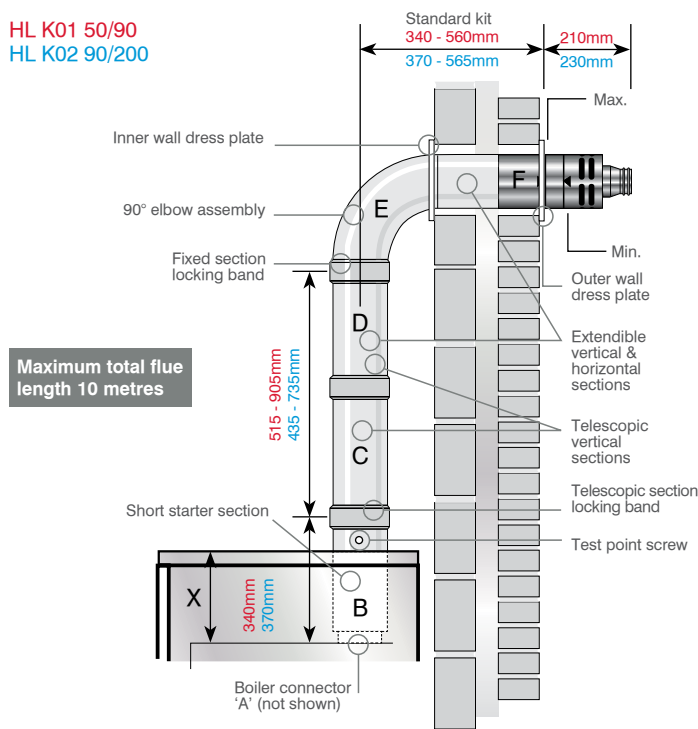 HL K01 50/90
HL K02 90/200
Standard kit
340 - 560mm
370 - 565mm
210mm
230mm
Max.
Inner wall dress plate
F
E
90° elbow assembly
Min.
Fixed section
locking band
Outer wall
dress plate
D
Extendible
vertical &
horizontal
sections
Maximum total flue
length 10 metres
515 - 905mm
435 - 735mm
C
Telescopic
vertical
sections
Telescopic section
locking band
Short starter section
Test point screw
X
340mm
370mm
B
Boiler connector
‘A’ (not shown)